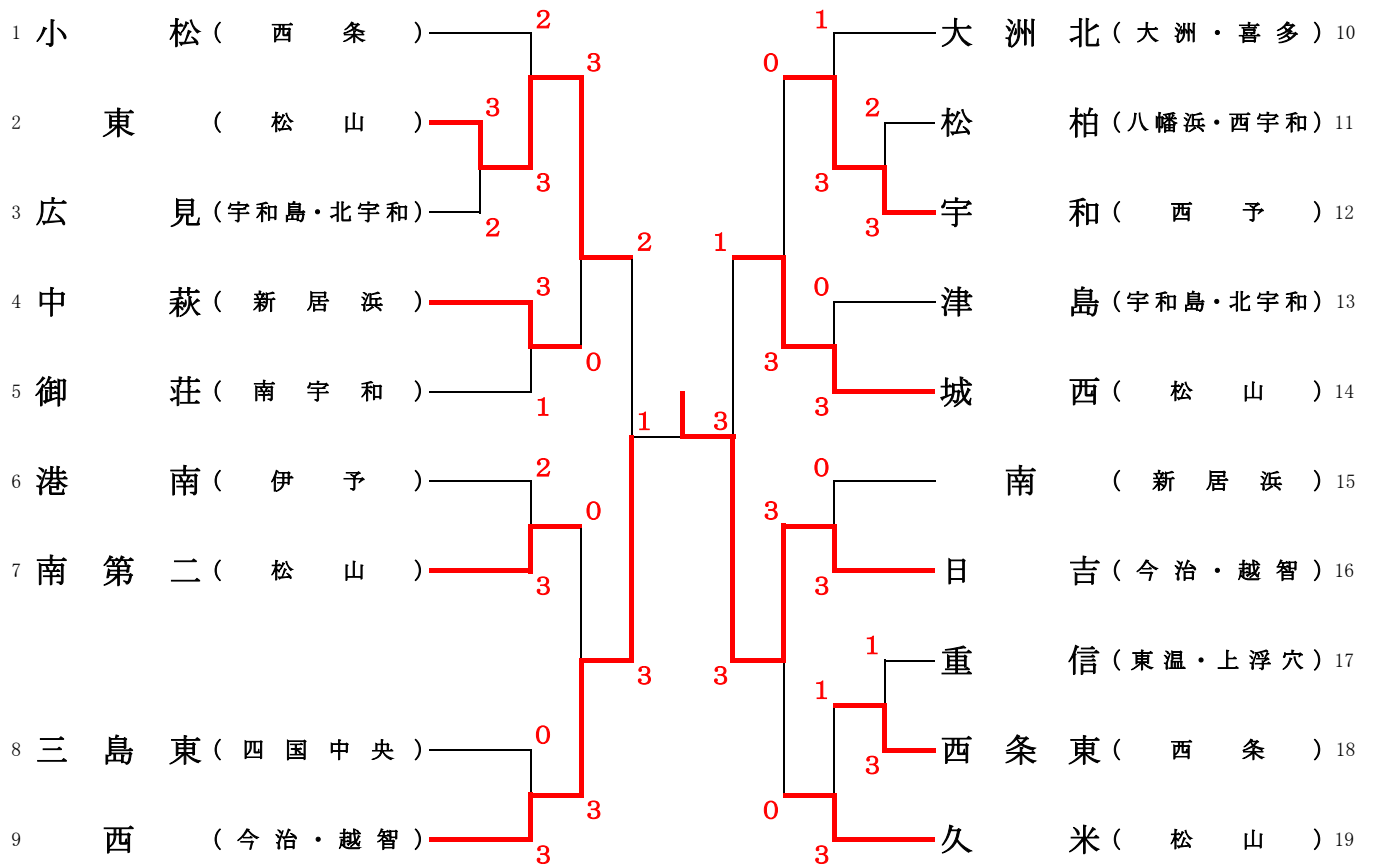 2
1
1 小松(西条)
大洲北(大洲・喜多)10
3
0
2 東(松山)
3
2
松柏(八幡浜・西宇和)11
3
3
3 広見(宇和島・北宇和)
2
3
宇和(西予)12
2
1
4 中萩(新居浜)
3
0
津島(宇和島・北宇和)13
0
3
5 御荘(南宇和)
1
3
城西(松山)14
1
3
6 港南(伊予)
2
0
南(新居浜)15
0
3
7 南第二(松山)
3
3
日吉(今治・越智)16
1
重信(東温・上浮穴)17
3
3
1
8 三島東(四国中央)
0
3
西条東(西条)18
3
0
9 西(今治・越智)
3
3
久米(松山)19